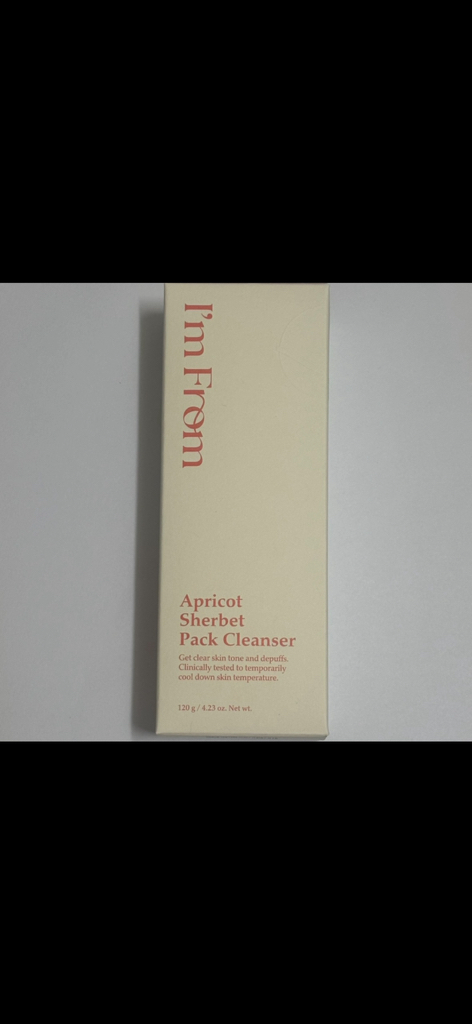 I'm From
Apricot
Sherbet
Pack Cleanser
Get clear skin tone and depuffs.
Clinically tested to temporarily
cool down skin temperature.
120 g / 4.23 oz. Net wt.